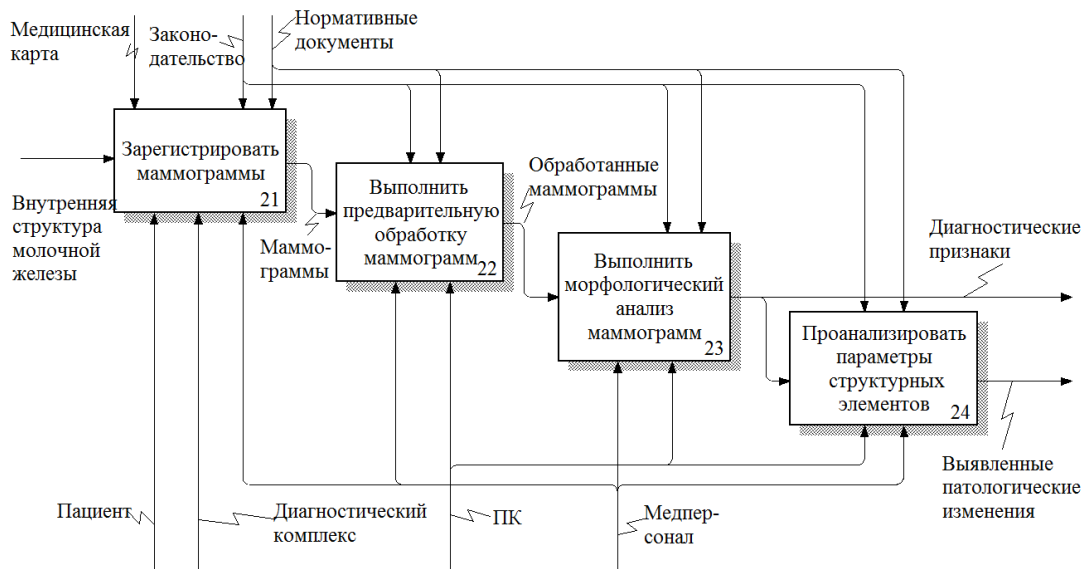 Медицинская
карта
Законо-
дательство
Нормативные
документы
Зарегистрировать
маммограммы
21
Внутренняя
структура
молочной
железы
Маммо-
граммы
Выполнить
предварительную
обработку
маммограмм
22
Обработанные
маммограммы
Выполнить
морфологический
анализ
маммограмм
23
Диагностические
признаки
Проанализировать
параметры
структурных
элементов
24
Выявленные
патологические
изменения
Пациент
Диагностический
комплекс
ПК
Медпер-
сонал